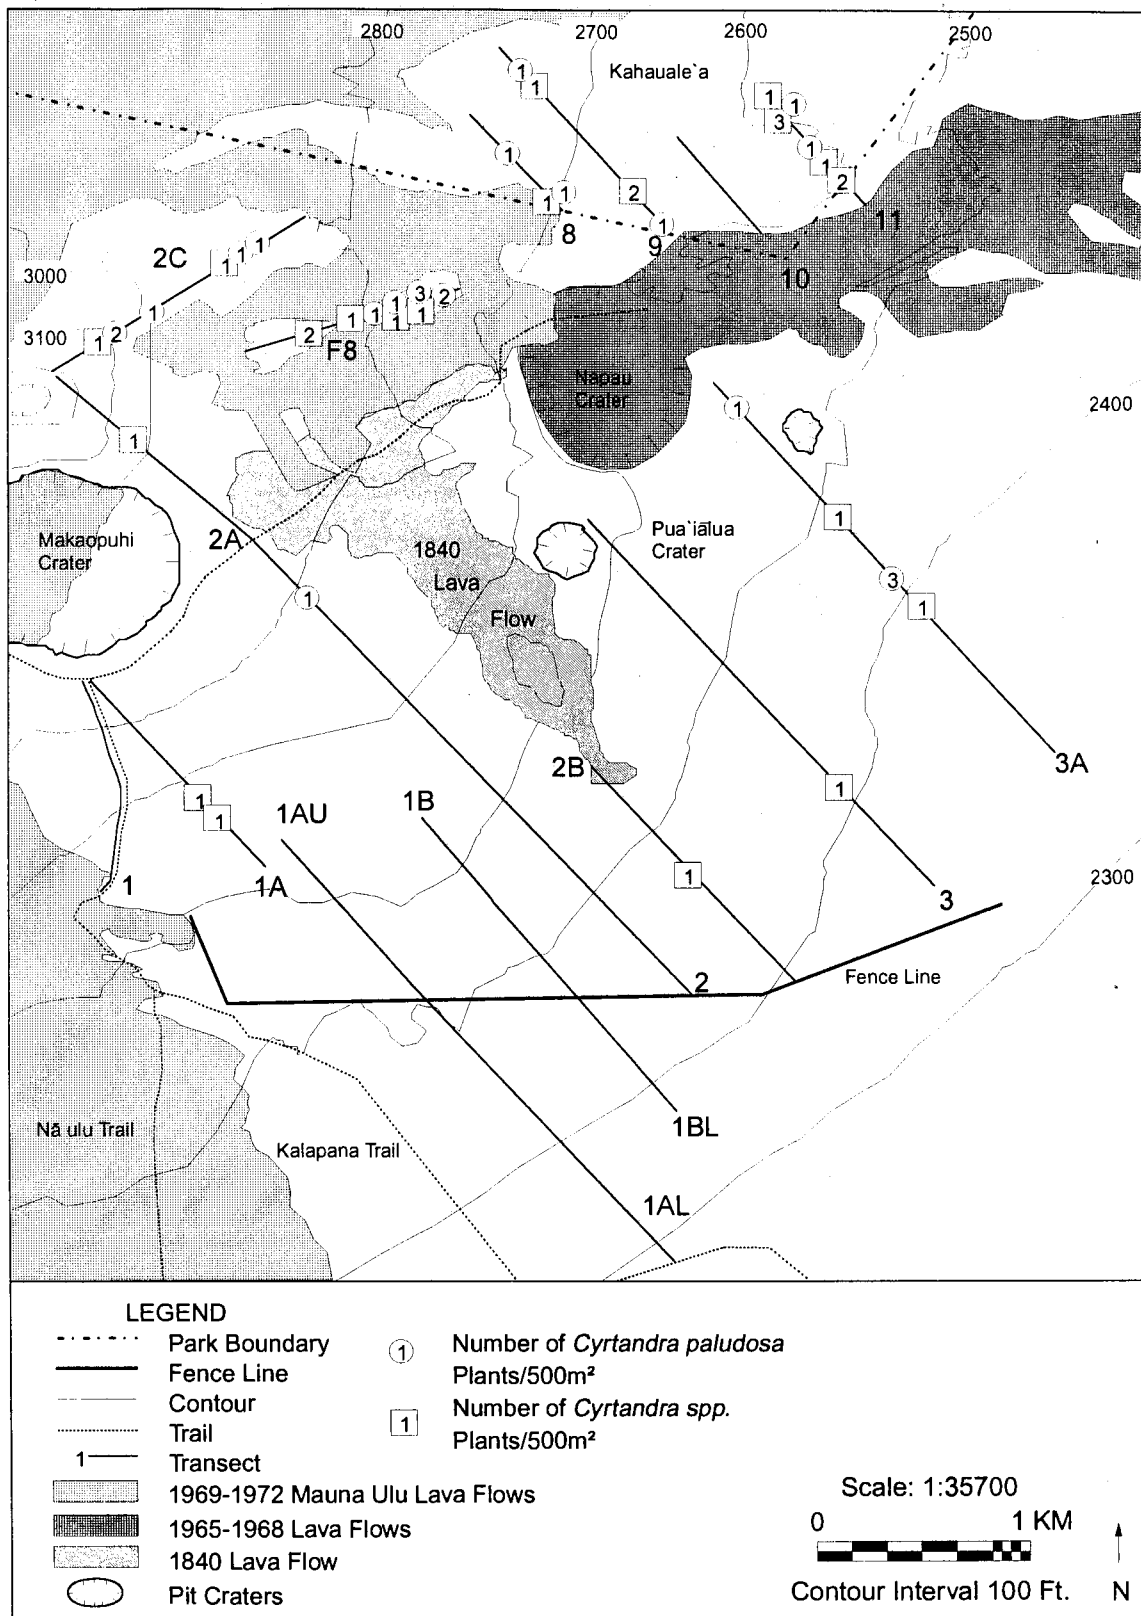 2800 2700 2600 2500
Kahauale`a
1
1
1
1
3
1
1
1
2
1
1
2
1
8
9
10
11
2C
1
1
1
3000
3100
1
2
1
F8
2
1
1
1
1
3
1
2
Napau
Crater
2400
1
1
1
3
1
Makaopuhi
Crater
2A
1840
Lava
Flow
Pua`iālua
Crater
1
3A
2B
1
1B
1AU
1
1
1A
1
1
2300
3
2
Fence Line
Nā ulu Trail
Kalapana Trail
1BL
1AL
LEGEND
Park Boundary
Fence Line
Contour
Trail
1 Transect
1969-1972 Mauna Ulu Lava Flows
1965-1968 Lava Flows
1840 Lava Flow
Pit Craters
1 Number of Cyrtandra paludosa
Plants/500m²
1 Number of Cyrtandra spp.
Plants/500m²
Scale: 1:35700
0 1 KM
Contour Interval 100 Ft.
N